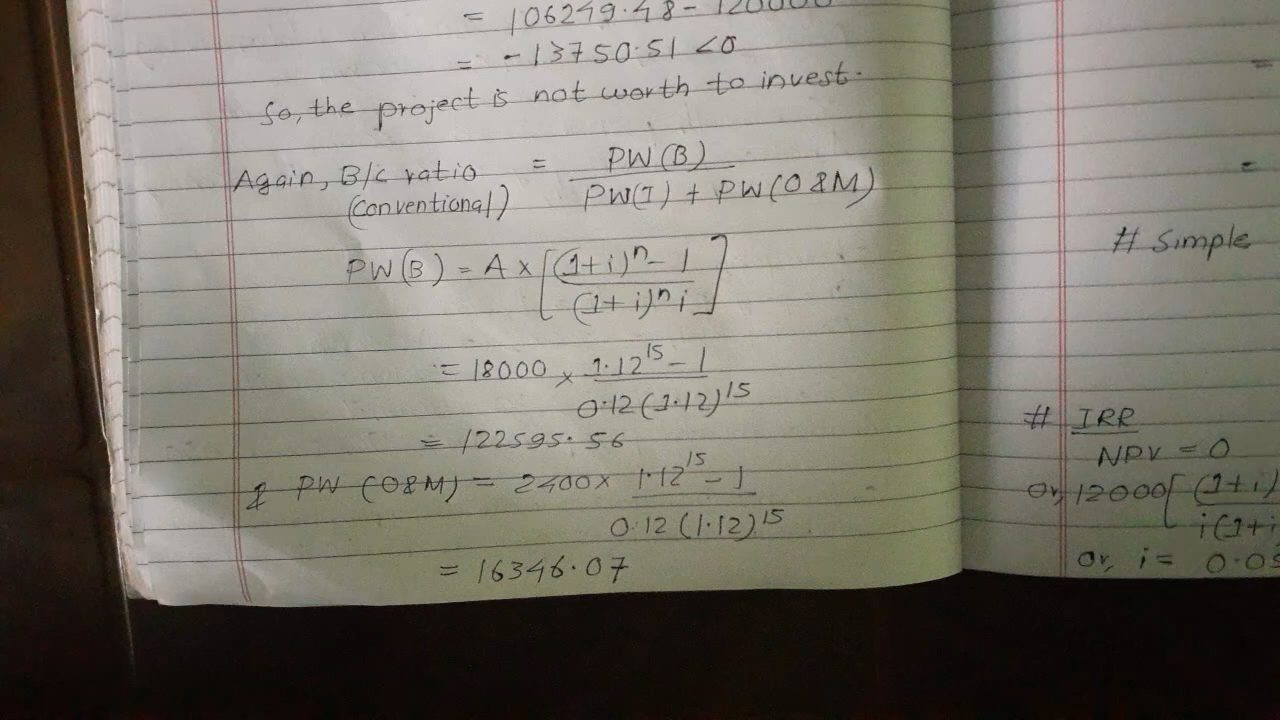 = 106249.48 - 120000
= - 13750.51 < 0
So, the project is not worth to invest.
Again, B/C ratio = PW(B)
(conventional) PW(I) + PW(O&M)
PW(B) = A × [(1+i)^n - 1
(1+i)^n i]
= 18000 × 1.12^15 - 1
0.12 (1.12)^15
= 122595.56
& PW (O&M) = 2400 × 1.12^15 - 1
0.12 (1.12)^15
= 16346.07
=
=
# Simple
# IRR
NPV = 0
Or, 12000[ (1+i)
i(1+i
Or, i = 0.0